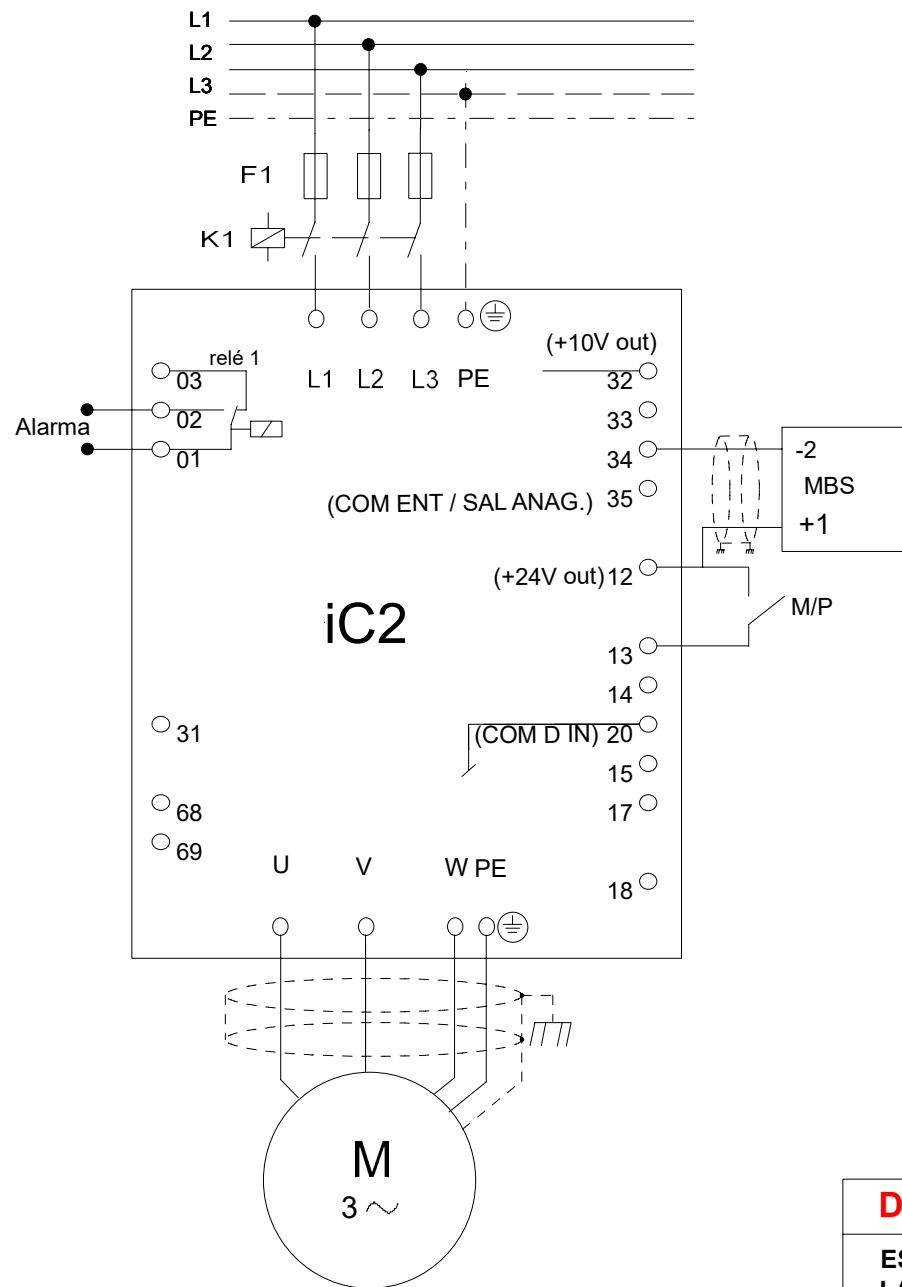 L1
L2
L3
PE
F1
K1
L1 L2 L3 PE
(+10V out)
32
03 relé 1
02
Alarma
01
33
34
(COM ENT / SAL ANAG.) 35
-2
MBS
+1
(+24V out) 12
M/P
iC2
13
14
31
(COM D IN) 20
15
68
17
69
18
U V W PE
M
3
D
ES